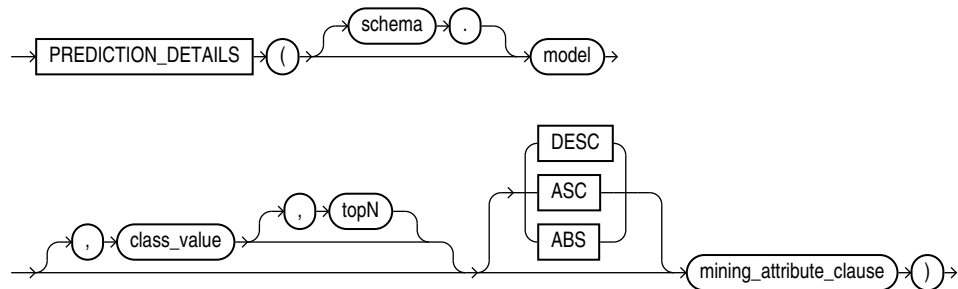 schema .
PREDICTION_DETAILS ( model
DESC
, topN ASC
, class_value ABS
mining_attribute_clause )